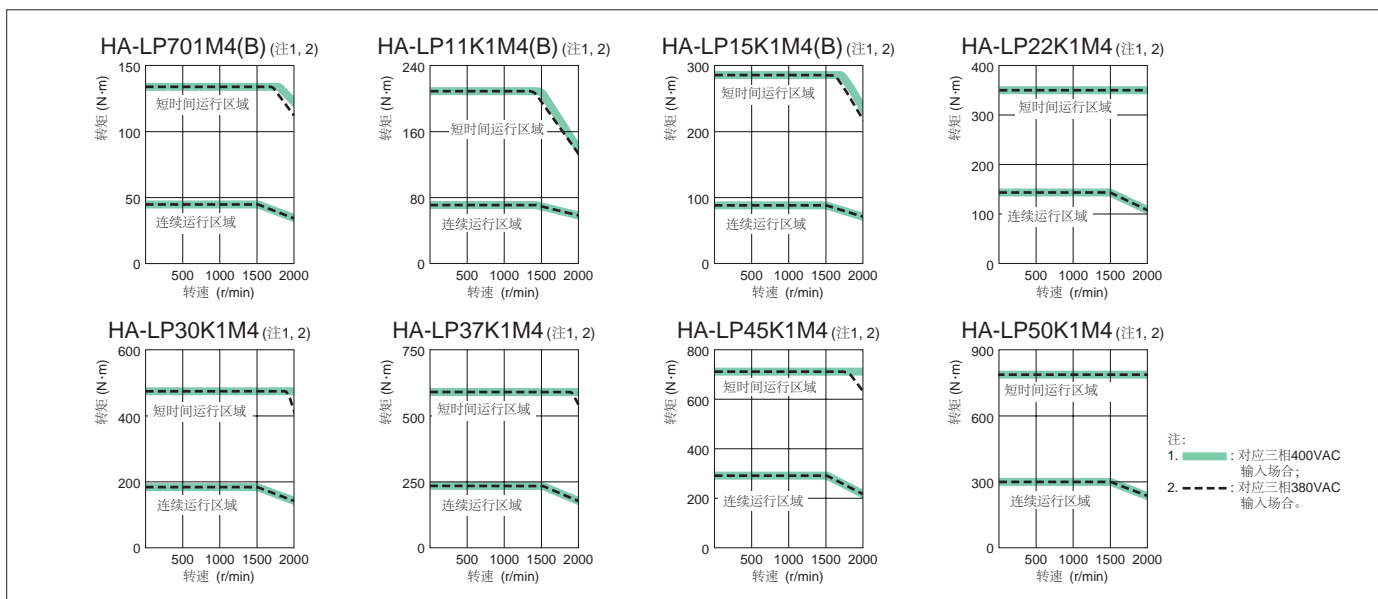 HA-LP701M4(B) (注1, 2)
150
100
50
0
转矩 (N·m)
短时间运行区域
连续运行区域
500 1000 1500 2000
转速 (r/min)
HA-LP11K1M4(B) (注1, 2)
240
160
80
0
转矩 (N·m)
短时间运行区域
连续运行区域
500 1000 1500 2000
转速 (r/min)
HA-LP15K1M4(B) (注1, 2)
300
200
100
0
转矩 (N·m)
短时间运行区域
连续运行区域
500 1000 1500 2000
转速 (r/min)
HA-LP22K1M4 (注1, 2)
400
300
200
100
0
转矩 (N·m)
短时间运行区域
连续运行区域
500 1000 1500 2000
转速 (r/min)
HA-LP30K1M4 (注1, 2)
600
400
200
0
转矩 (N·m)
短时间运行区域
连续运行区域
500 1000 1500 2000
转速 (r/min)
HA-LP37K1M4 (注1, 2)
750
500
250
0
转矩 (N·m)
短时间运行区域
连续运行区域
500 1000 1500 2000
转速 (r/min)
HA-LP45K1M4 (注1, 2)
800
600
400
200
0
转矩 (N·m)
短时间运行区域
连续运行区域
500 1000 1500 2000
转速 (r/min)
HA-LP50K1M4 (注1, 2)
900
600
300
0
转矩 (N·m)
短时间运行区域
连续运行区域
500 1000 1500 2000
转速 (r/min)
注:
1. : 对应三相400VAC
输入场合;
2. : 对应三相380VAC
输入场合。